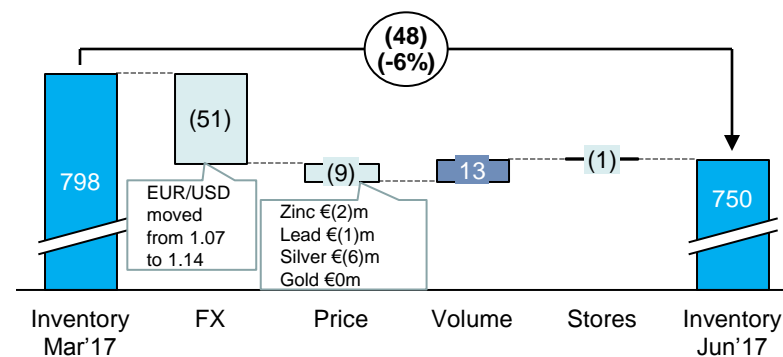 (48)
(-6%)
798
(51)
(9)
13
(1)
750
EUR/USD
moved
from 1.07
to 1.14
Zinc €(2)m
Lead €(1)m
Silver €(6)m
Gold €0m
Inventory
Mar'17
FX
Price
Volume
Stores
Inventory
Jun'17